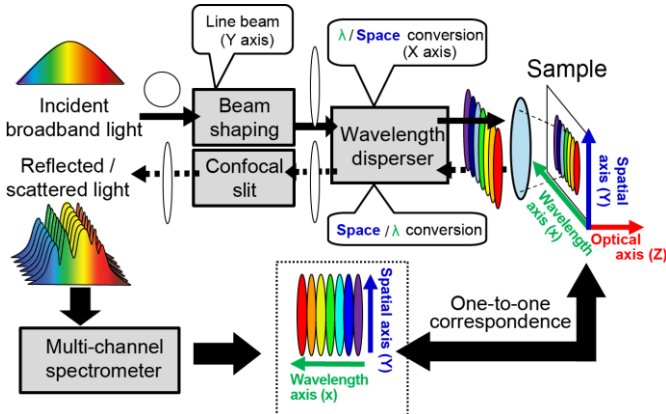 Line beam
(Y axis)
λ/Space conversion
(X axis)
Sample
Incident
broadband light
Beam
shaping
Wavelength
disperser
Reflected /
scattered light
Confocal
slit
Space/λ conversion
Spatial
axis (Y)
Wavelength
axis (x)
Optical
axis (Z)
Multi-channel
spectrometer
Spatial axis (Y)
Wavelength
axis (x)
One-to-one
correspondence